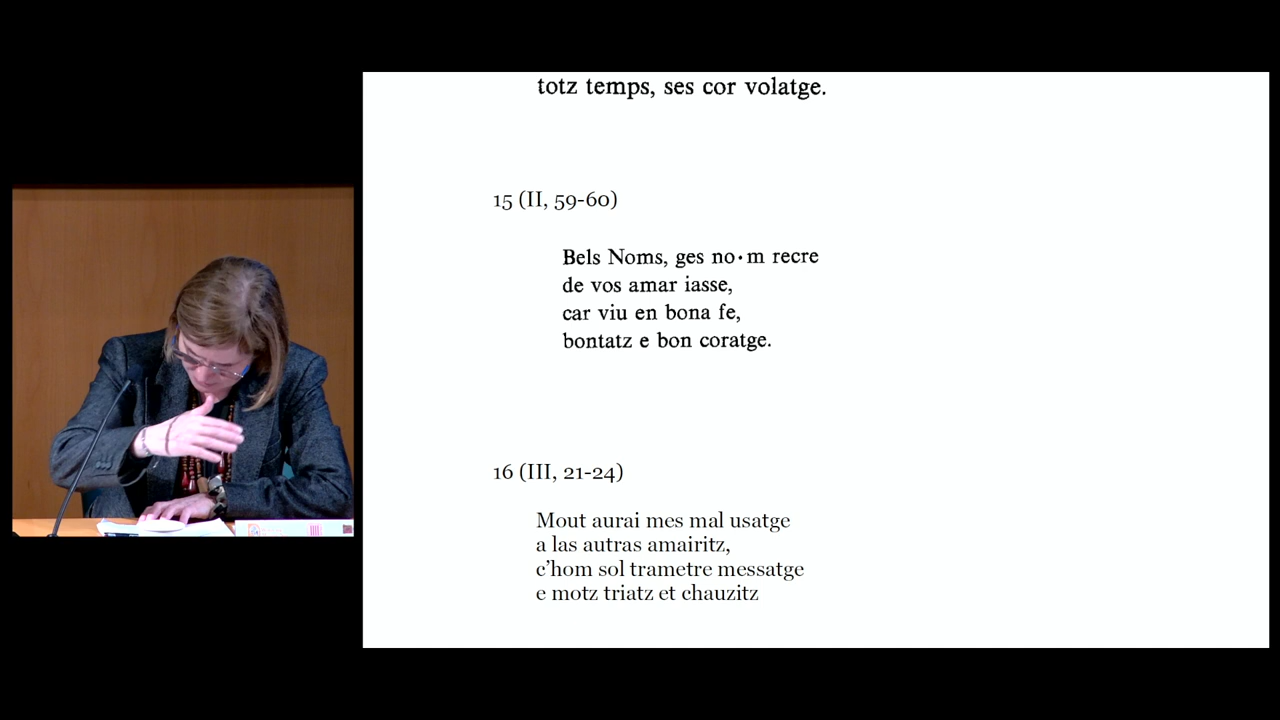 totz temps, ses cor volatge.
15 (II, 59-60)
Bels Noms, ges no·m recre
de vos amar iasse,
car viu en bona fe,
bontatz e bon coratge.
16 (III, 21-24)
Mout aurai mes mal usatge
a las autras amairitz,
c’hom sol trametre messatge
e motz triatz et chauzitz